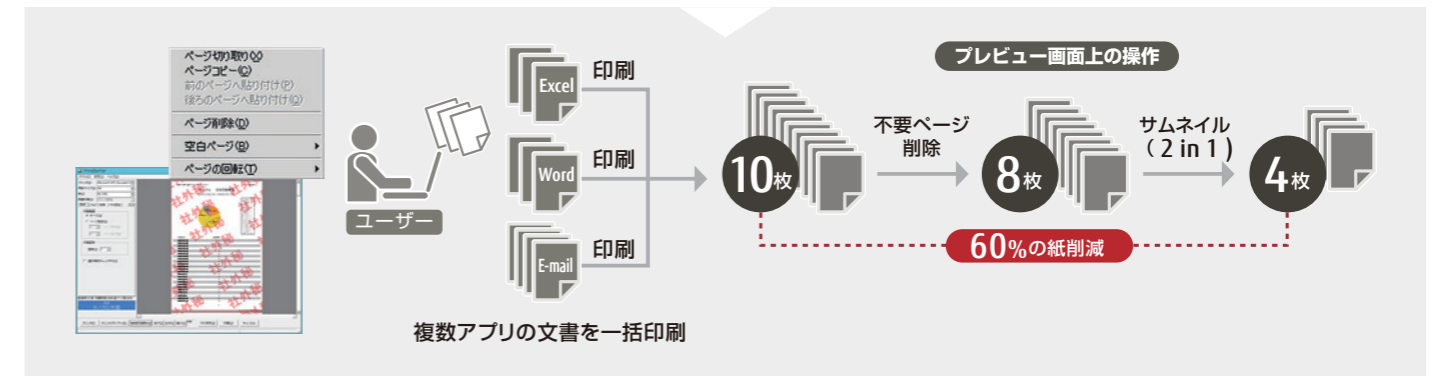 ページ切り取り(X)
ページコピー(C)
前のページへ貼り付け(P)
後ろのページへ貼り付け(Q)
ページ削除(D)
空白ページ(B)
ページの回転(T)
社外秘
ユーザー
Excel
印刷
Word
印刷
E-mail
印刷
複数アプリの文書を一括印刷
プレビュー画面上の操作
10枚
不要ページ
削除
8枚
サムネイル
(2 in 1)
4枚
60%の紙削減